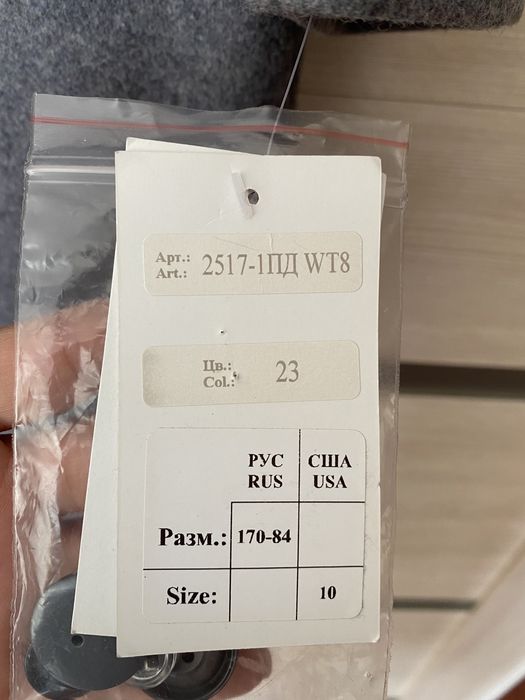 Арт.:
Art.: 2517-1ПД WT8
Цв.:
Col.: 23
РУС США
RUS USA
Разм.: 170-84
Size: 10